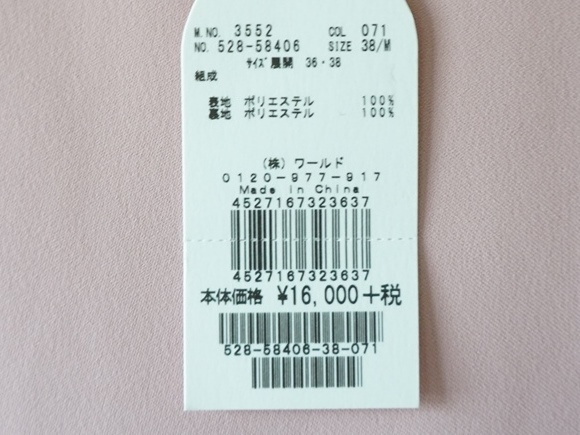 M.NO. 3552 COL 071
NO. 528-58406 SIZE 38/M
ｻｲｽﾞ展開 36・38
組成
表地 ポリエステル 100%
裏地 ポリエステル 100%
(株) ワールド
0120-977-917
Made in China
4527167323637
4527167323637
本体価格 ¥16,000+税
528-58406-38-071